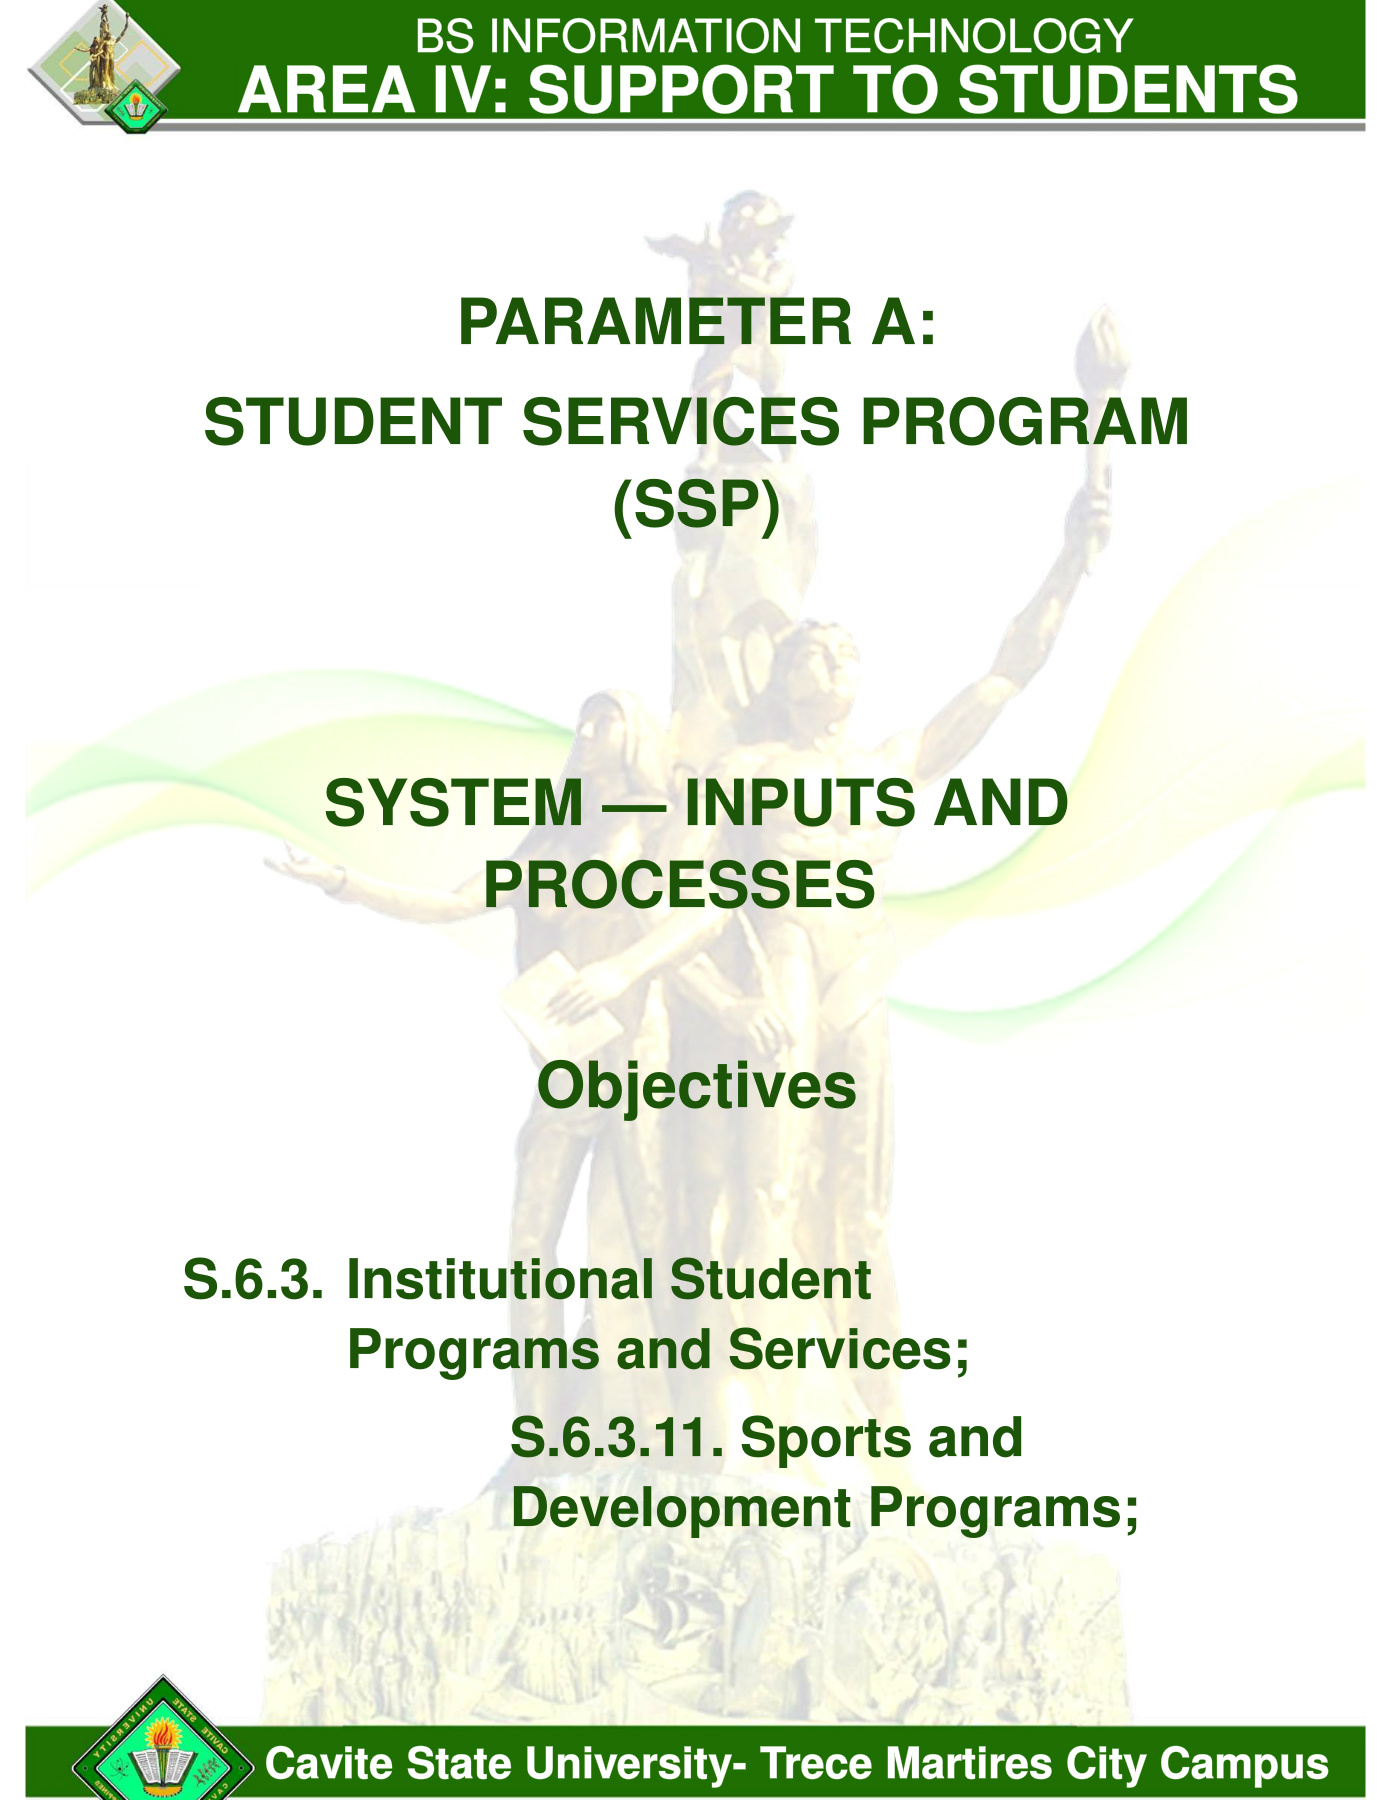 BS INFORMATION TECHNOLOGY
AREA IV: SUPPORT TO STUDENTS
PARAMETER A:
STUDENT SERVICES PROGRAM
(SSP)
SYSTEM — INPUTS AND
PROCESSES
Objectives
S.6.3. Institutional Student
Programs and Services;
S.6.3.11. Sports and
Development Programs;
Cavite State University- Trece Martires City Campus